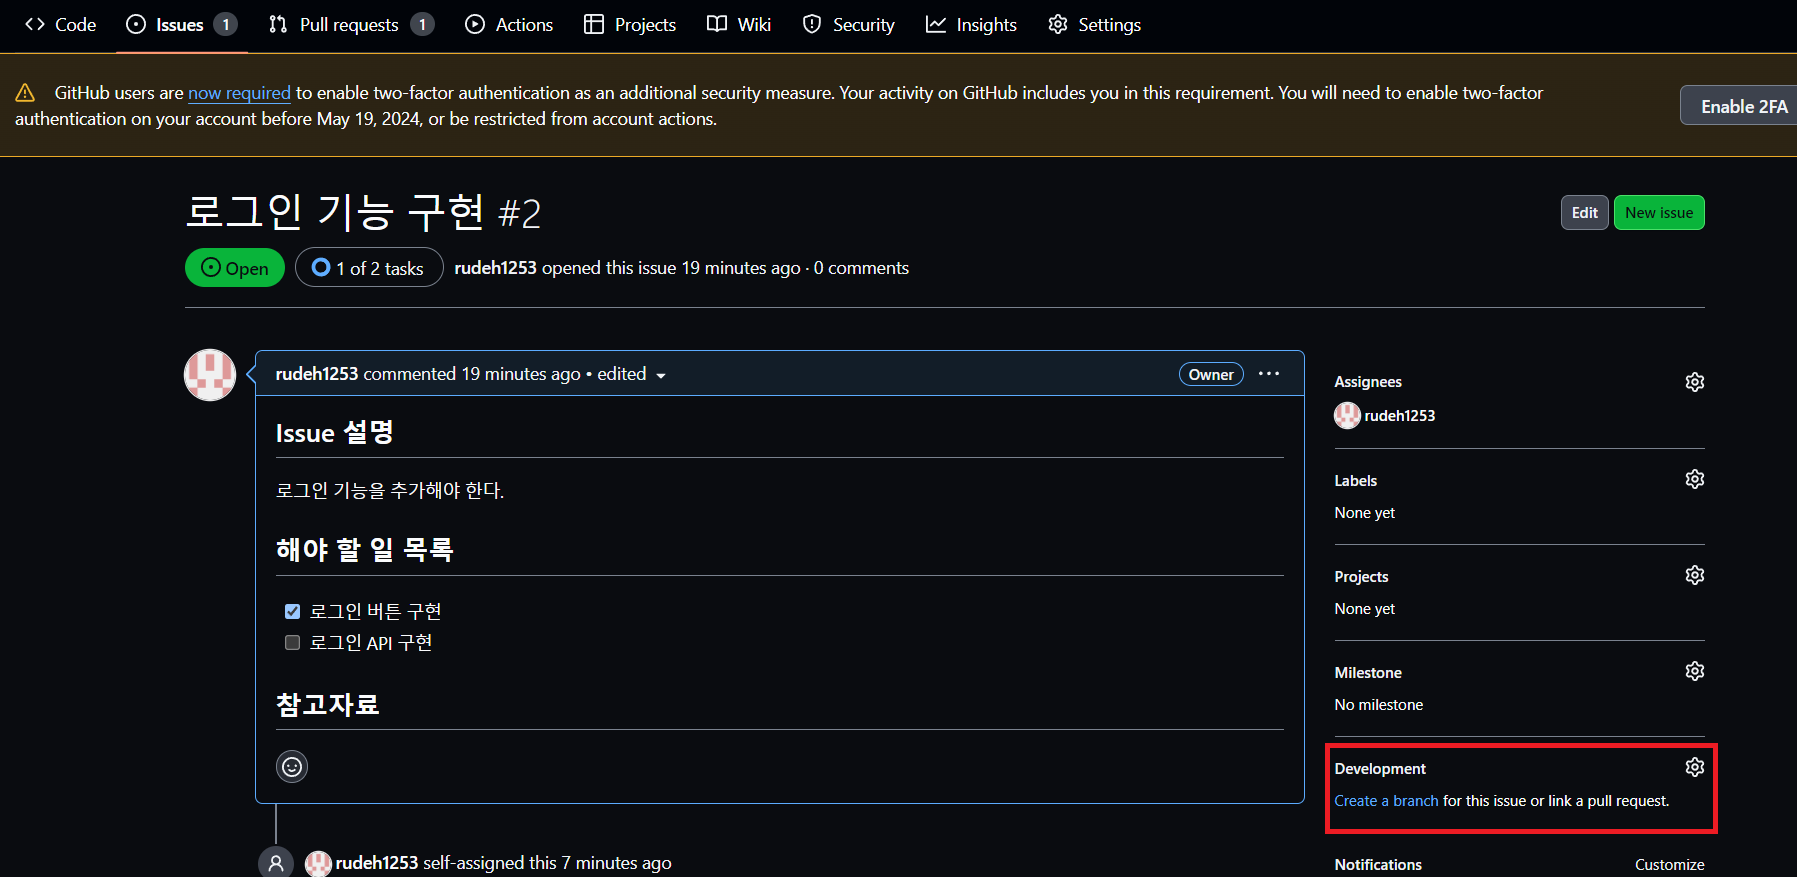 Code Issues 1 Pull requests 1 Actions Projects Wiki Security Insights Settings
GitHub users are now required to enable two-factor authentication as an additional security measure. Your activity on GitHub includes you in this requirement. You will need to enable two-factor
authentication on your account before May 19, 2024, or be restricted from account actions.
Enable 2FA
로그인 기능 구현 #2
Edit New issue
Open 1 of 2 tasks rudeh1253 opened this issue 19 minutes ago · 0 comments
rudeh1253 commented 19 minutes ago • edited
Owner ···
Issue 설명
로그인 기능을 추가해야 한다.
해야 할 일 목록
로그인 버튼 구현
로그인 API 구현
참고자료
rudeh1253 self-assigned this 7 minutes ago
Assignees
rudeh1253
Labels
None yet
Projects
None yet
Milestone
No milestone
Development
Create a branch for this issue or link a pull request.
Notifications Customize